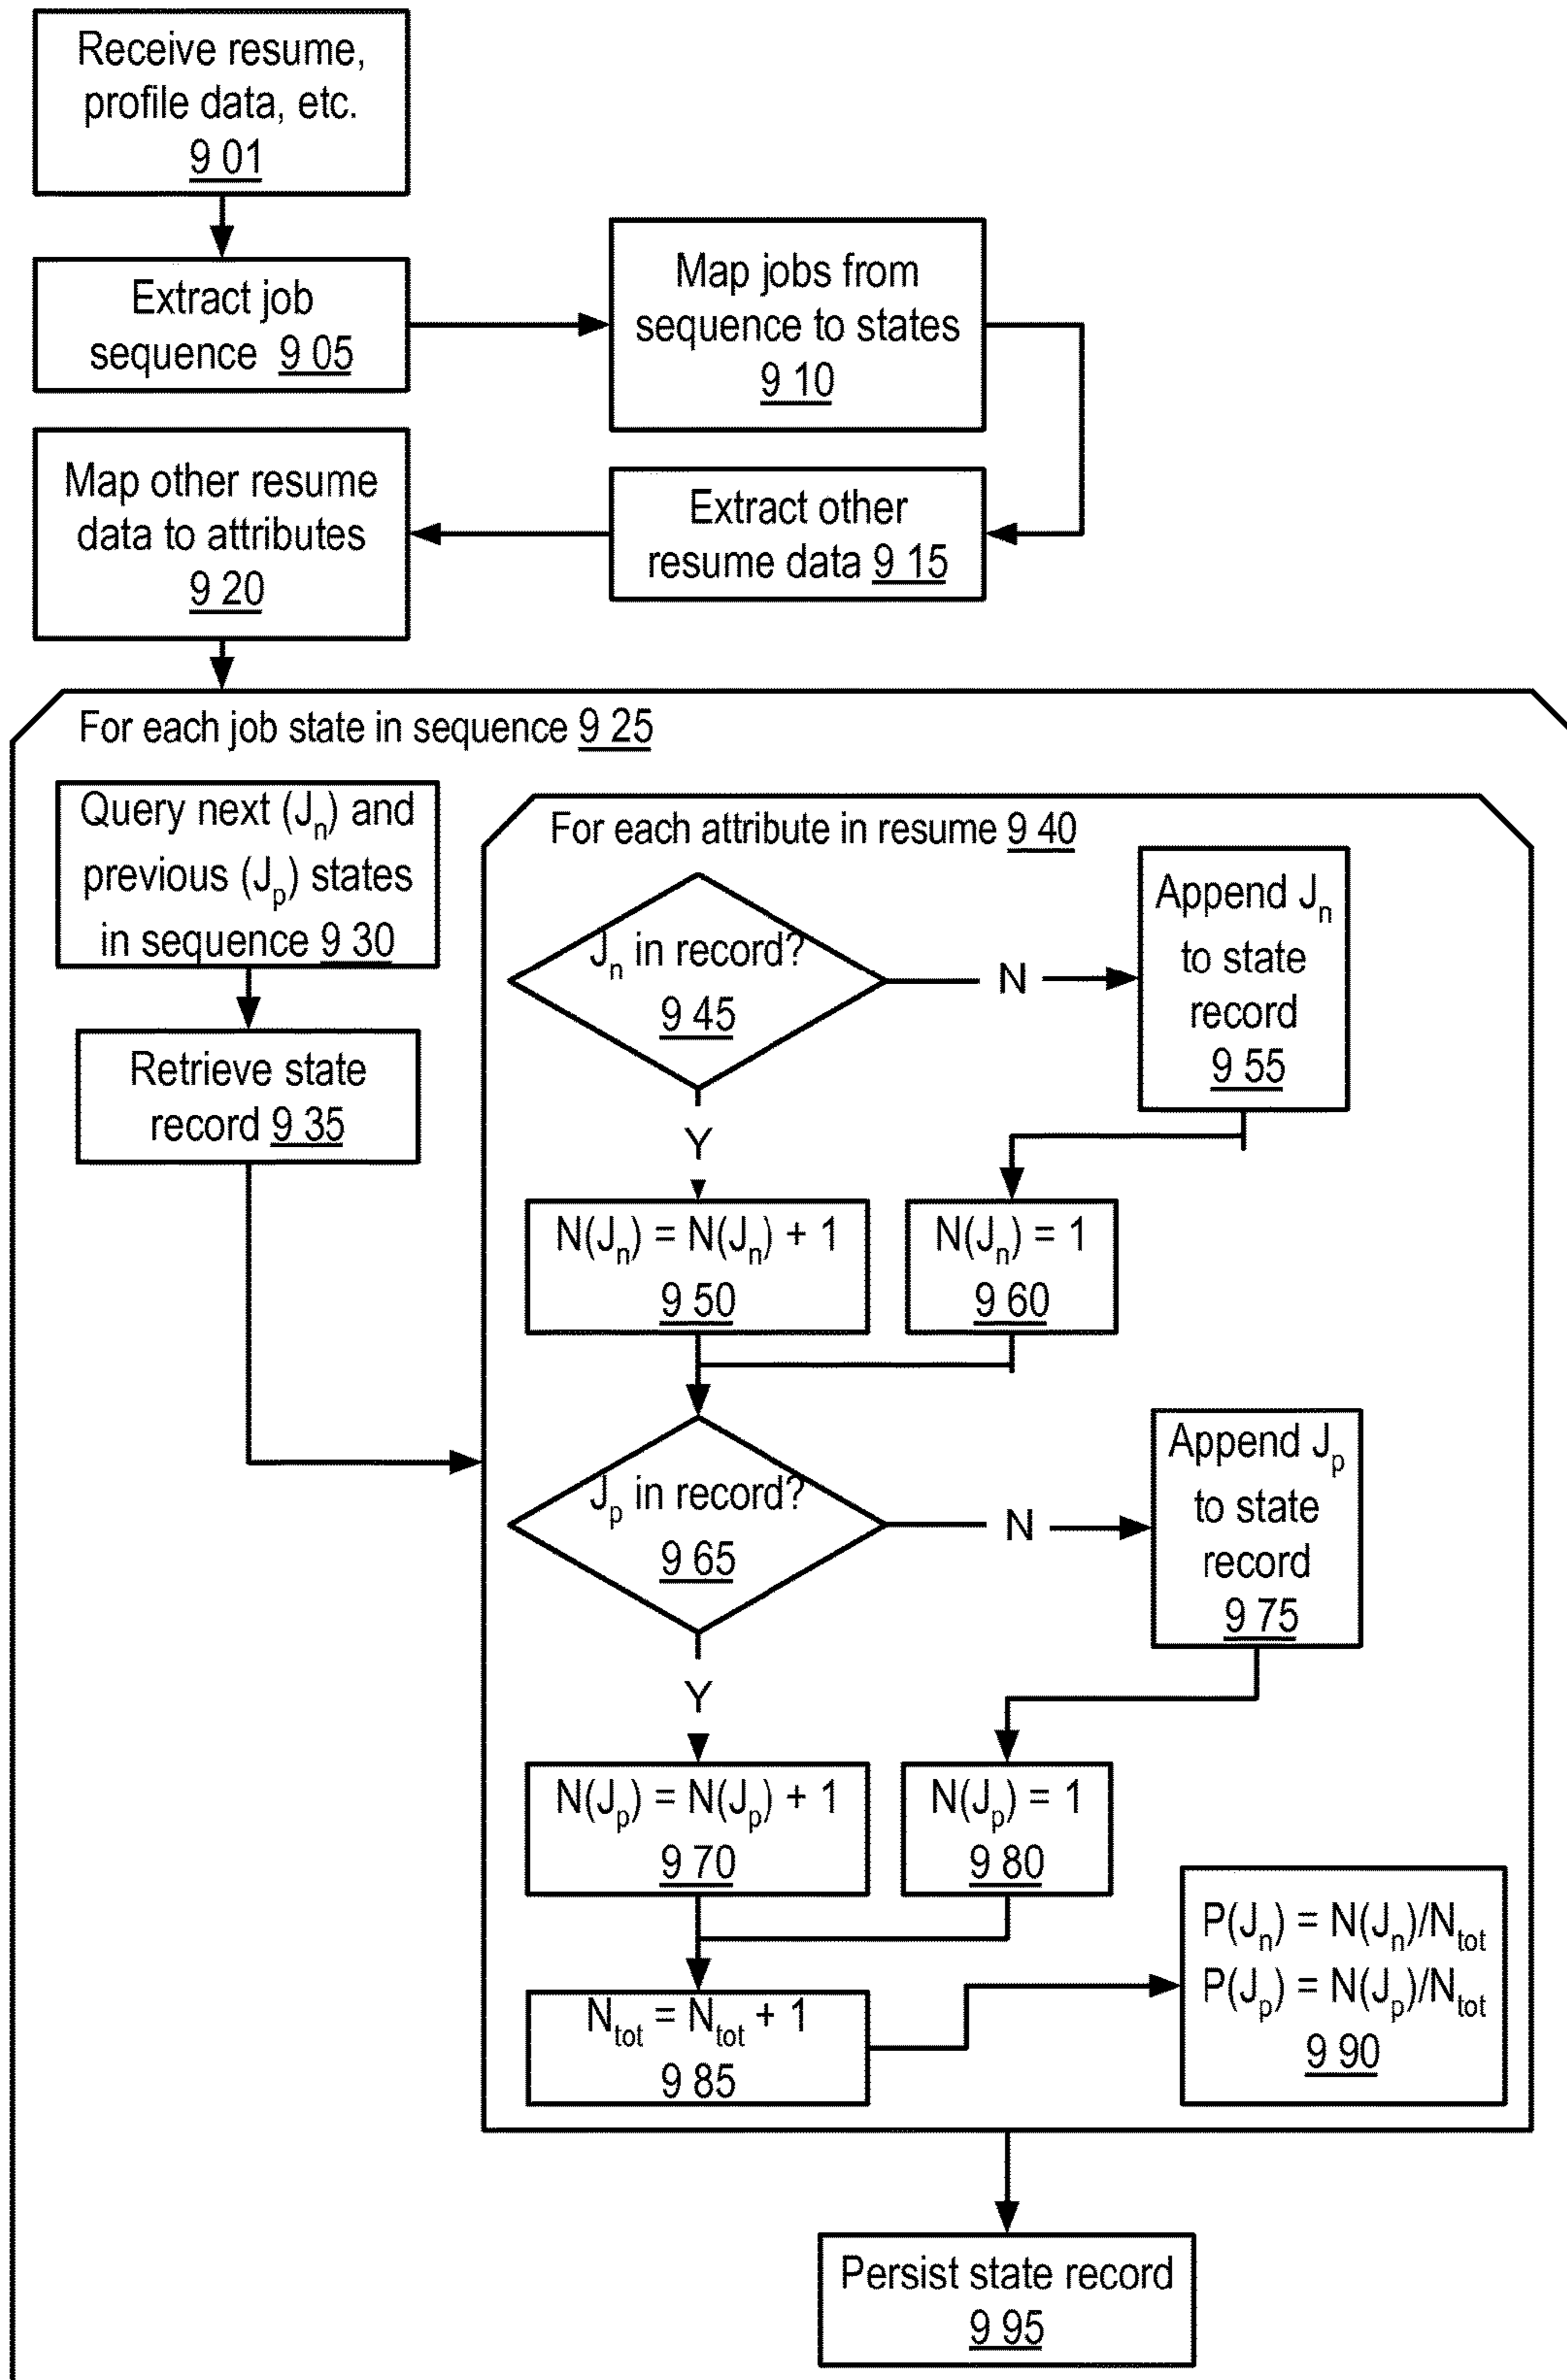 Receive resume,
profile data, etc.
9 01
Extract job
sequence 9 05
Map jobs from
sequence to states
9 10
Map other resume
data to attributes
9 20
Extract other
resume data 9 15
For each job state in sequence 9 25
Query next (Jn) and
previous (Jp) states
in sequence 9 30
Retrieve state
record 9 35
For each attribute in resume 9 40
Jn in record?
9 45
N
Append Jn
to state
record
9 55
Y
N(Jn) = N(Jn) + 1
9 50
N(Jn) = 1
9 60
Jp in record?
9 65
N
Append Jp
to state
record
9 75
Y
N(Jp) = N(Jp) + 1
9 70
N(Jp) = 1
9 80
Ntot = Ntot + 1
9 85
P(Jn) = N(Jn)/Ntot
P(Jp) = N(Jp)/Ntot
9 90
Persist state record
9 95